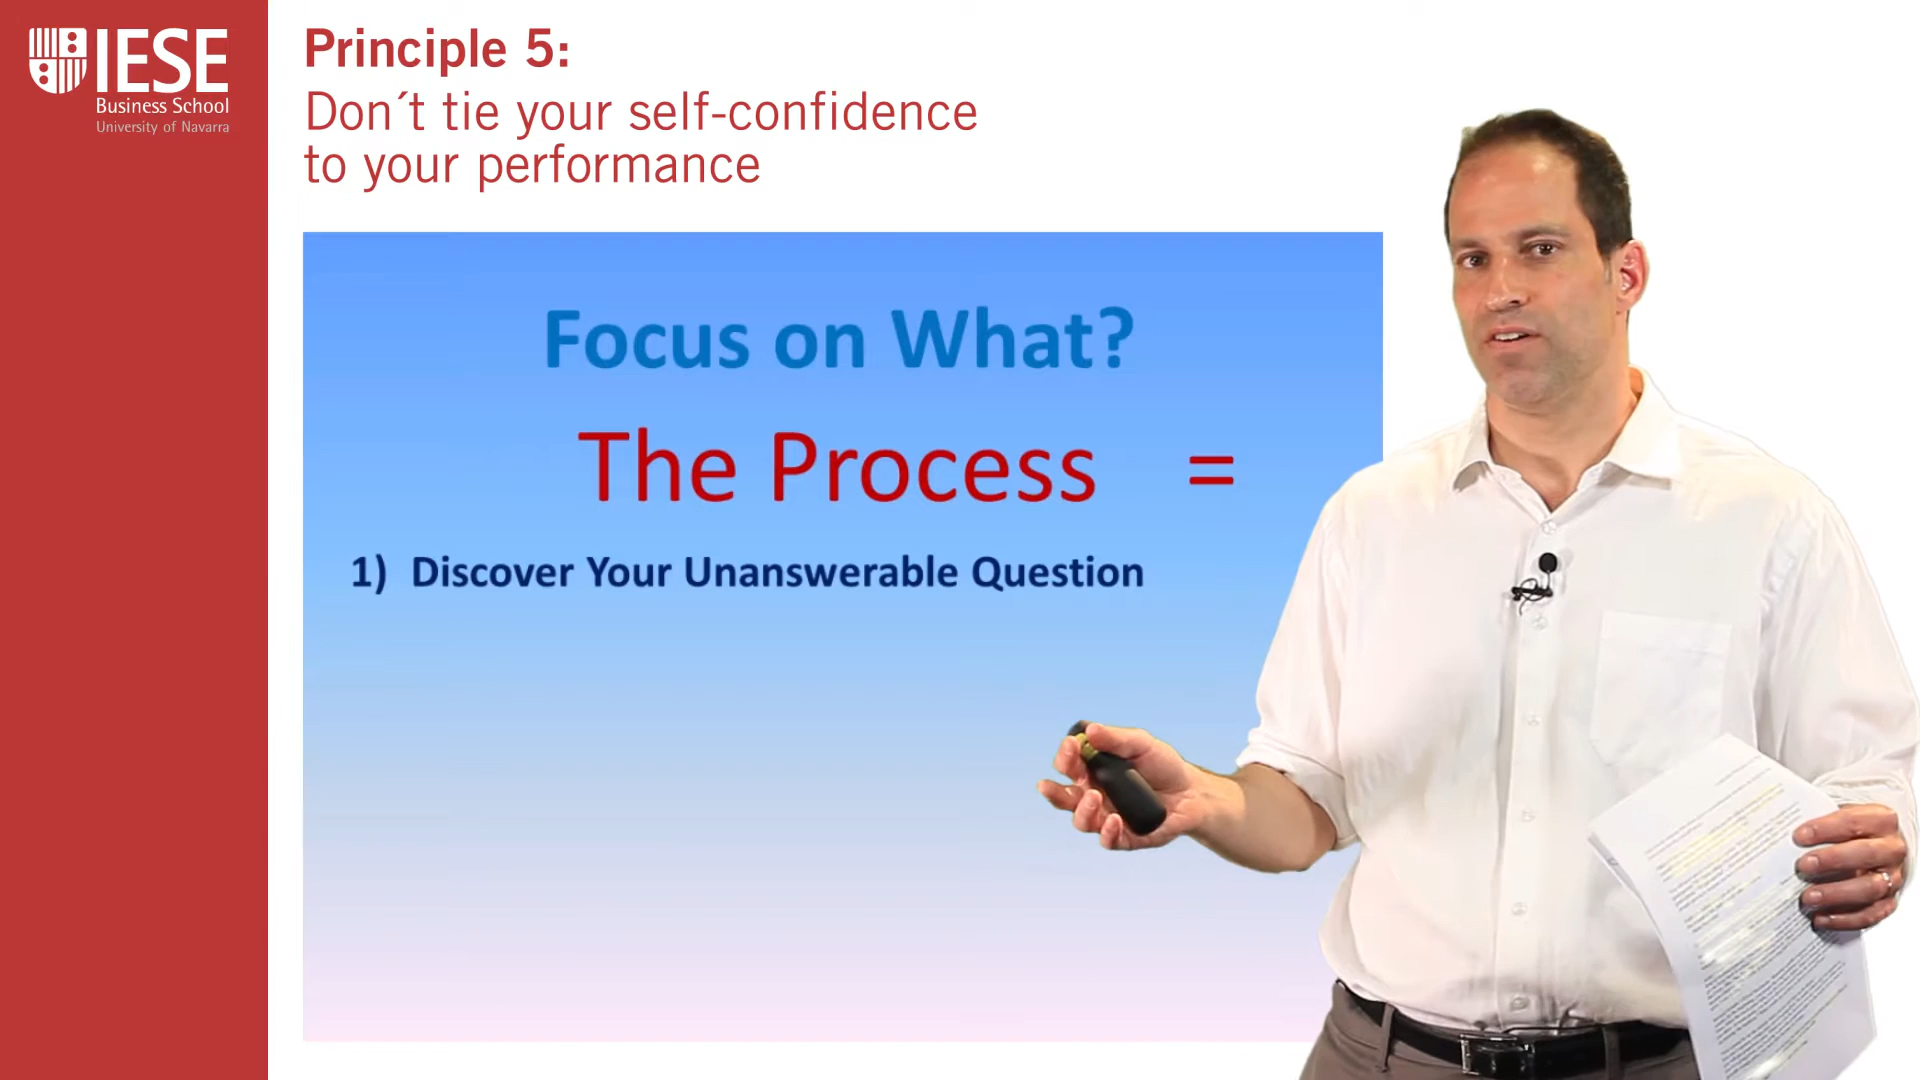 IESE
Business School
University of Navarra
Principle 5:
Don´t tie your self-confidence
to your performance
Focus on What?
The Process =
1) Discover Your Unanswerable Question